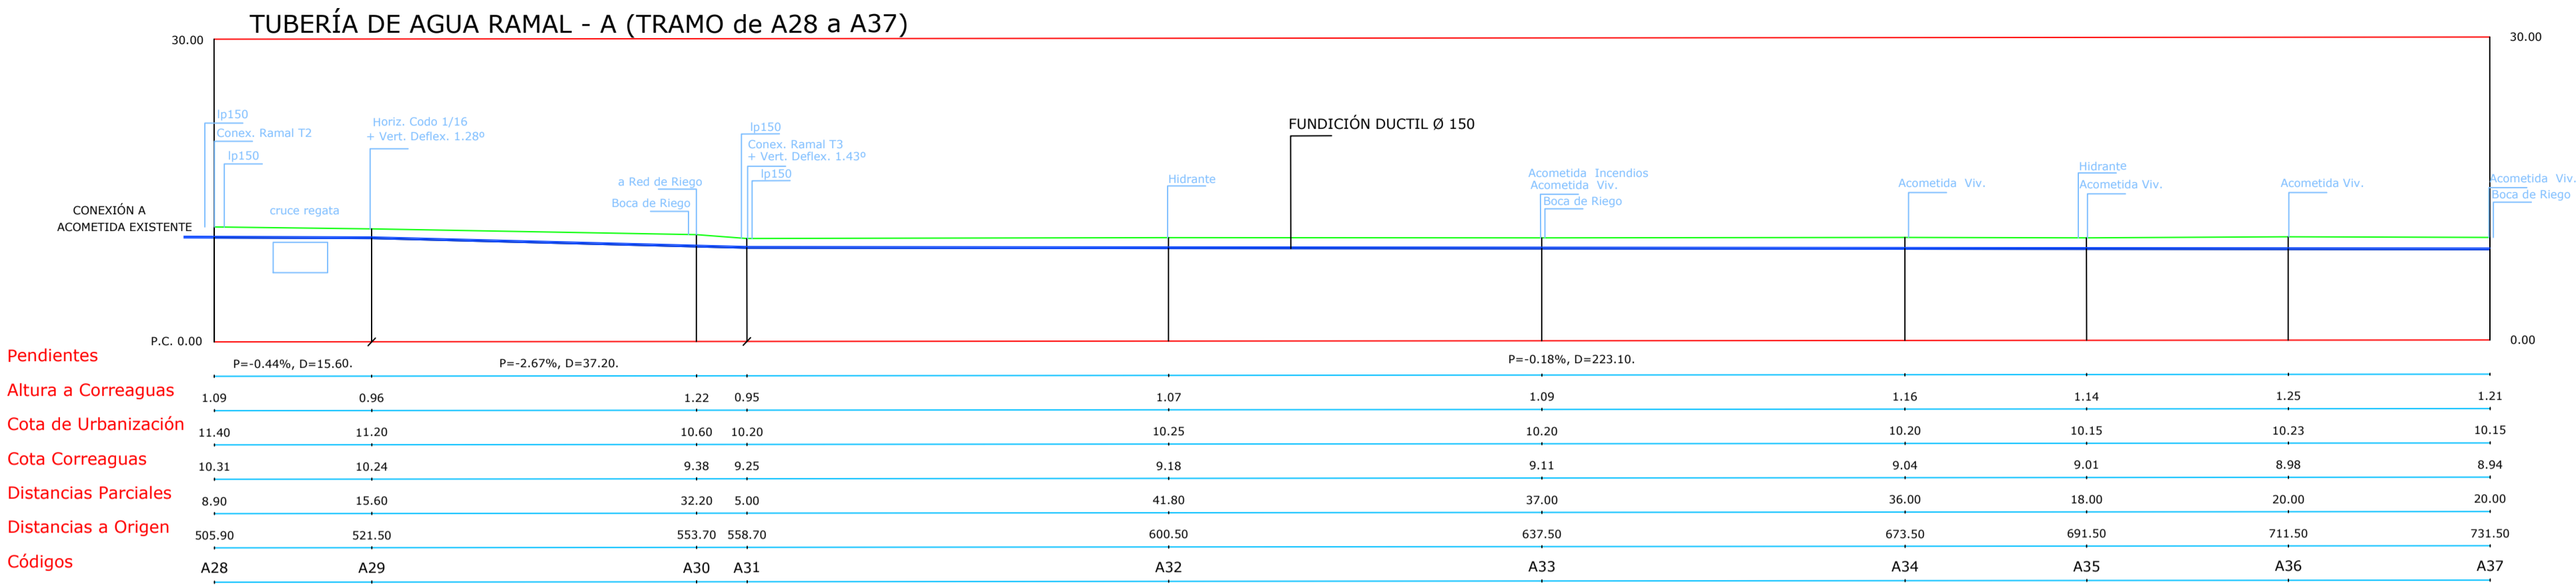 TUBERÍA DE AGUA RAMAL - A (TRAMO de A28 a A37)
30.00
30.00
lp150
Conex. Ramal T2
lp150
Horiz. Codo 1/16
+ Vert. Deflex. 1.28º
lp150
Conex. Ramal T3
+ Vert. Deflex. 1.43º
lp150
FUNDICIÓN DUCTIL Ø 150
a Red de Riego
Boca de Riego
Hidrante
Acometida Incendios
Acometida Viv.
Boca de Riego
Acometida Viv.
Hidrante
Acometida Viv.
Acometida Viv.
Acometida Viv.
Boca de Riego
cruce regata
CONEXIÓN A
ACOMETIDA EXISTENTE
P.C. 0.00
0.00
Pendientes
P=-0.44%, D=15.60. P=-2.67%, D=37.20. P=-0.18%, D=223.10.
Altura a Correaguas
1.09 0.96 1.22 0.95 1.07 1.09 1.16 1.14 1.25 1.21
Cota de Urbanización
11.40 11.20 10.60 10.20 10.25 10.20 10.20 10.15 10.23 10.15
Cota Correaguas
10.31 10.24 9.38 9.25 9.18 9.11 9.04 9.01 8.98 8.94
Distancias Parciales
8.90 15.60 32.20 5.00 41.80 37.00 36.00 18.00 20.00 20.00
Distancias a Origen
505.90 521.50 553.70 558.70 600.50 637.50 673.50 691.50 711.50 731.50
Códigos
A28 A29 A30 A31 A32 A33 A34 A35 A36 A37